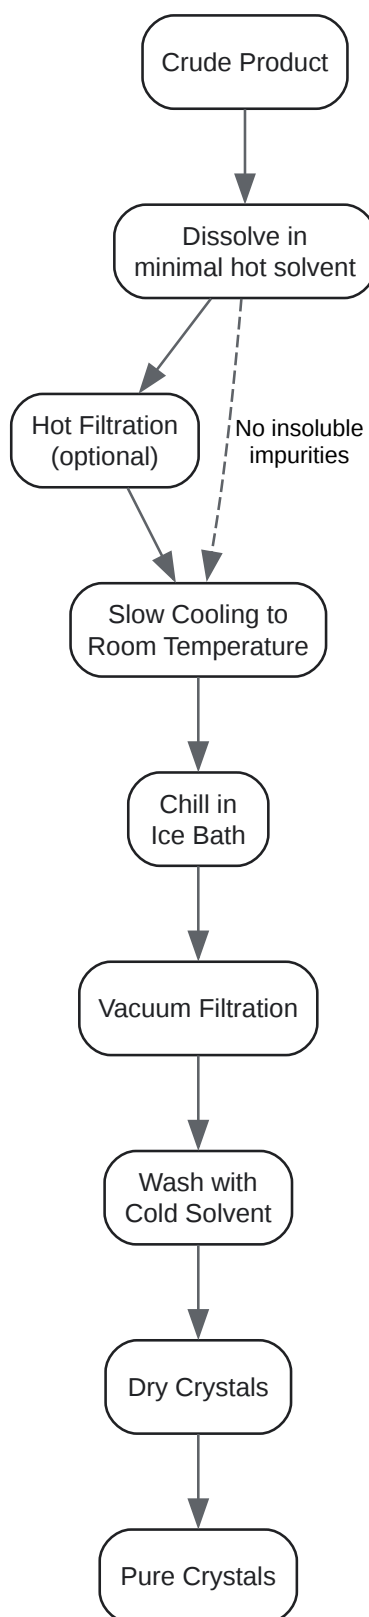 Crude Product
Dissolve in
minimal hot solvent
Hot Filtration
(optional)
No insoluble
impurities
Slow Cooling to
Room Temperature
Chill in
Ice Bath
Vacuum Filtration
Wash with
Cold Solvent
Dry Crystals
Pure Crystals